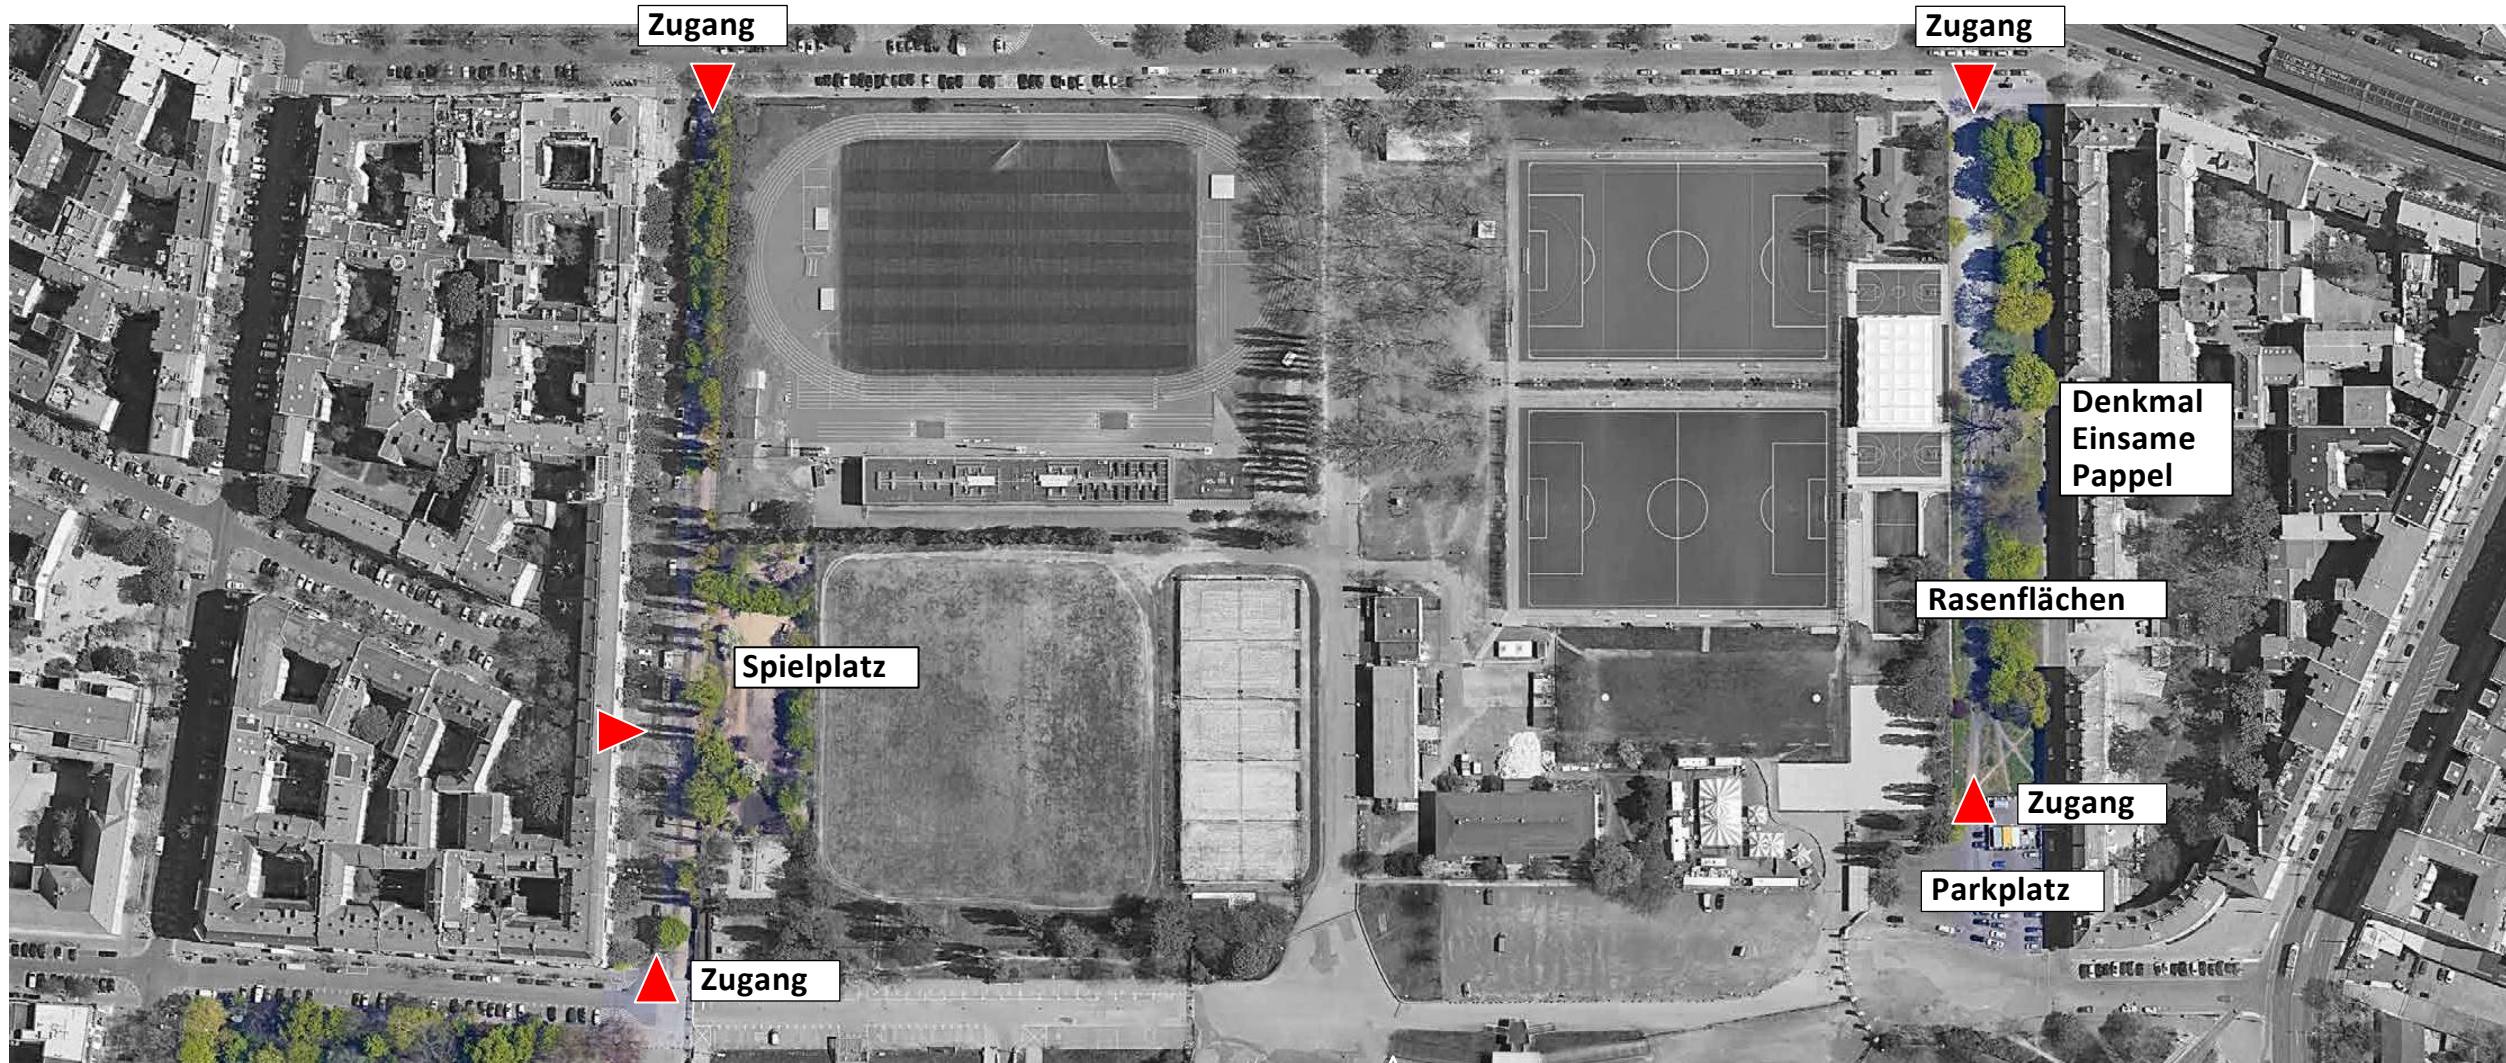 Zugang
Zugang
Denkmal
Einsame
Pappel
Rasenflächen
Spielplatz
Zugang
Parkplatz
Zugang